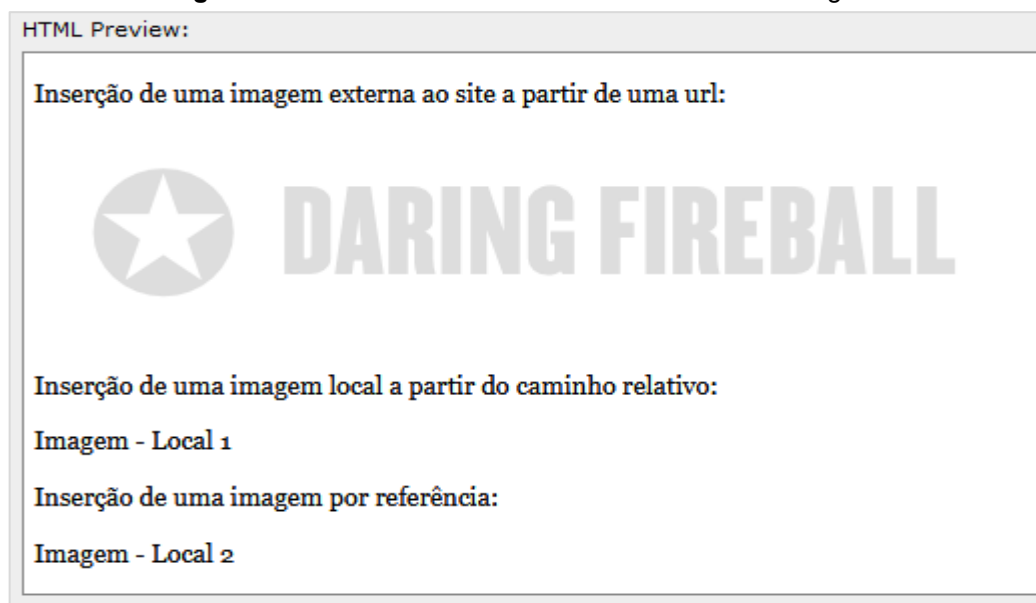 HTML Preview:
Inserção de uma imagem externa ao site a partir de uma url:
DARING FIREBALL
Inserção de uma imagem local a partir do caminho relativo:
Imagem - Local 1
Inserção de uma imagem por referência:
Imagem - Local 2